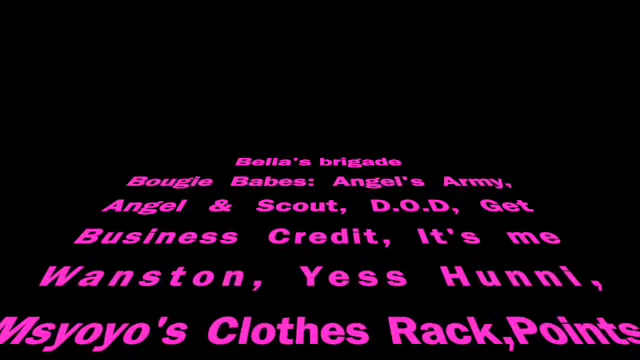 Bella's brigade
Bougie Babes: Angel's Army,
Angel & Scout, D.O.D, Get
Business Credit, It's me
Wanston, Yess Hunni,
Msyoyo's Clothes Rack,Points